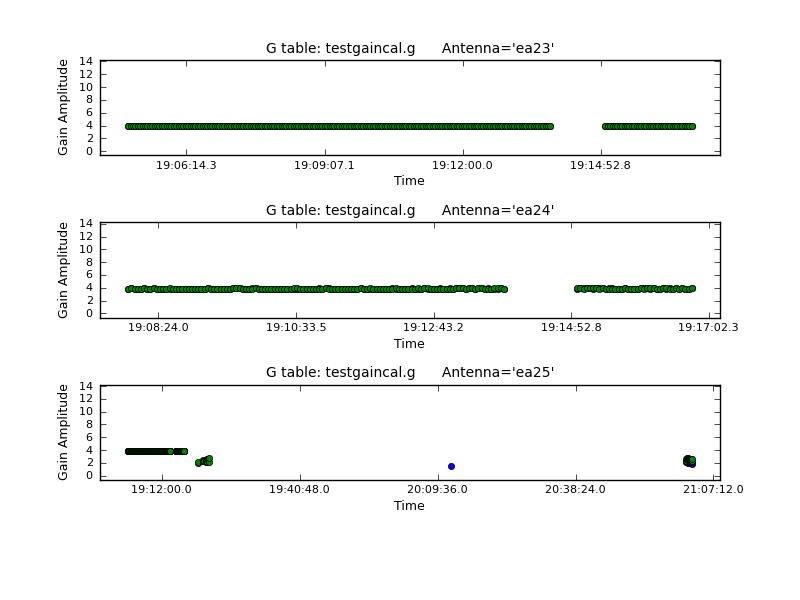 G table: testgaincal.g Antenna='ea23'
14
12
10
8
6
4
2
0
Gain Amplitude
19:06:14.3 19:09:07.1 19:12:00.0 19:14:52.8
Time
G table: testgaincal.g Antenna='ea24'
14
12
10
8
6
4
2
0
Gain Amplitude
19:08:24.0 19:10:33.5 19:12:43.2 19:14:52.8 19:17:02.3
Time
G table: testgaincal.g Antenna='ea25'
14
12
10
8
6
4
2
0
Gain Amplitude
19:12:00.0 19:40:48.0 20:09:36.0 20:38:24.0 21:07:12.0
Time